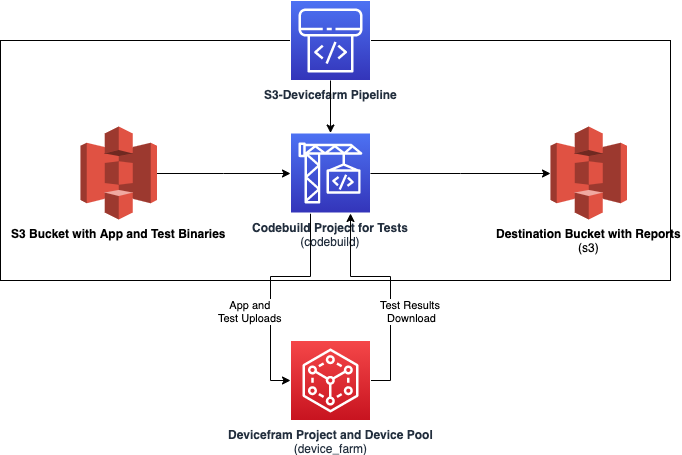 S3-Devicefarm Pipeline
S3 Bucket with App and Test Binaries
Codebuild Project for Tests
(codebuild)
Destination Bucket with Reports
(s3)
App and
Test Uploads
Test Results
Download
Devicefram Project and Device Pool
(device_farm)